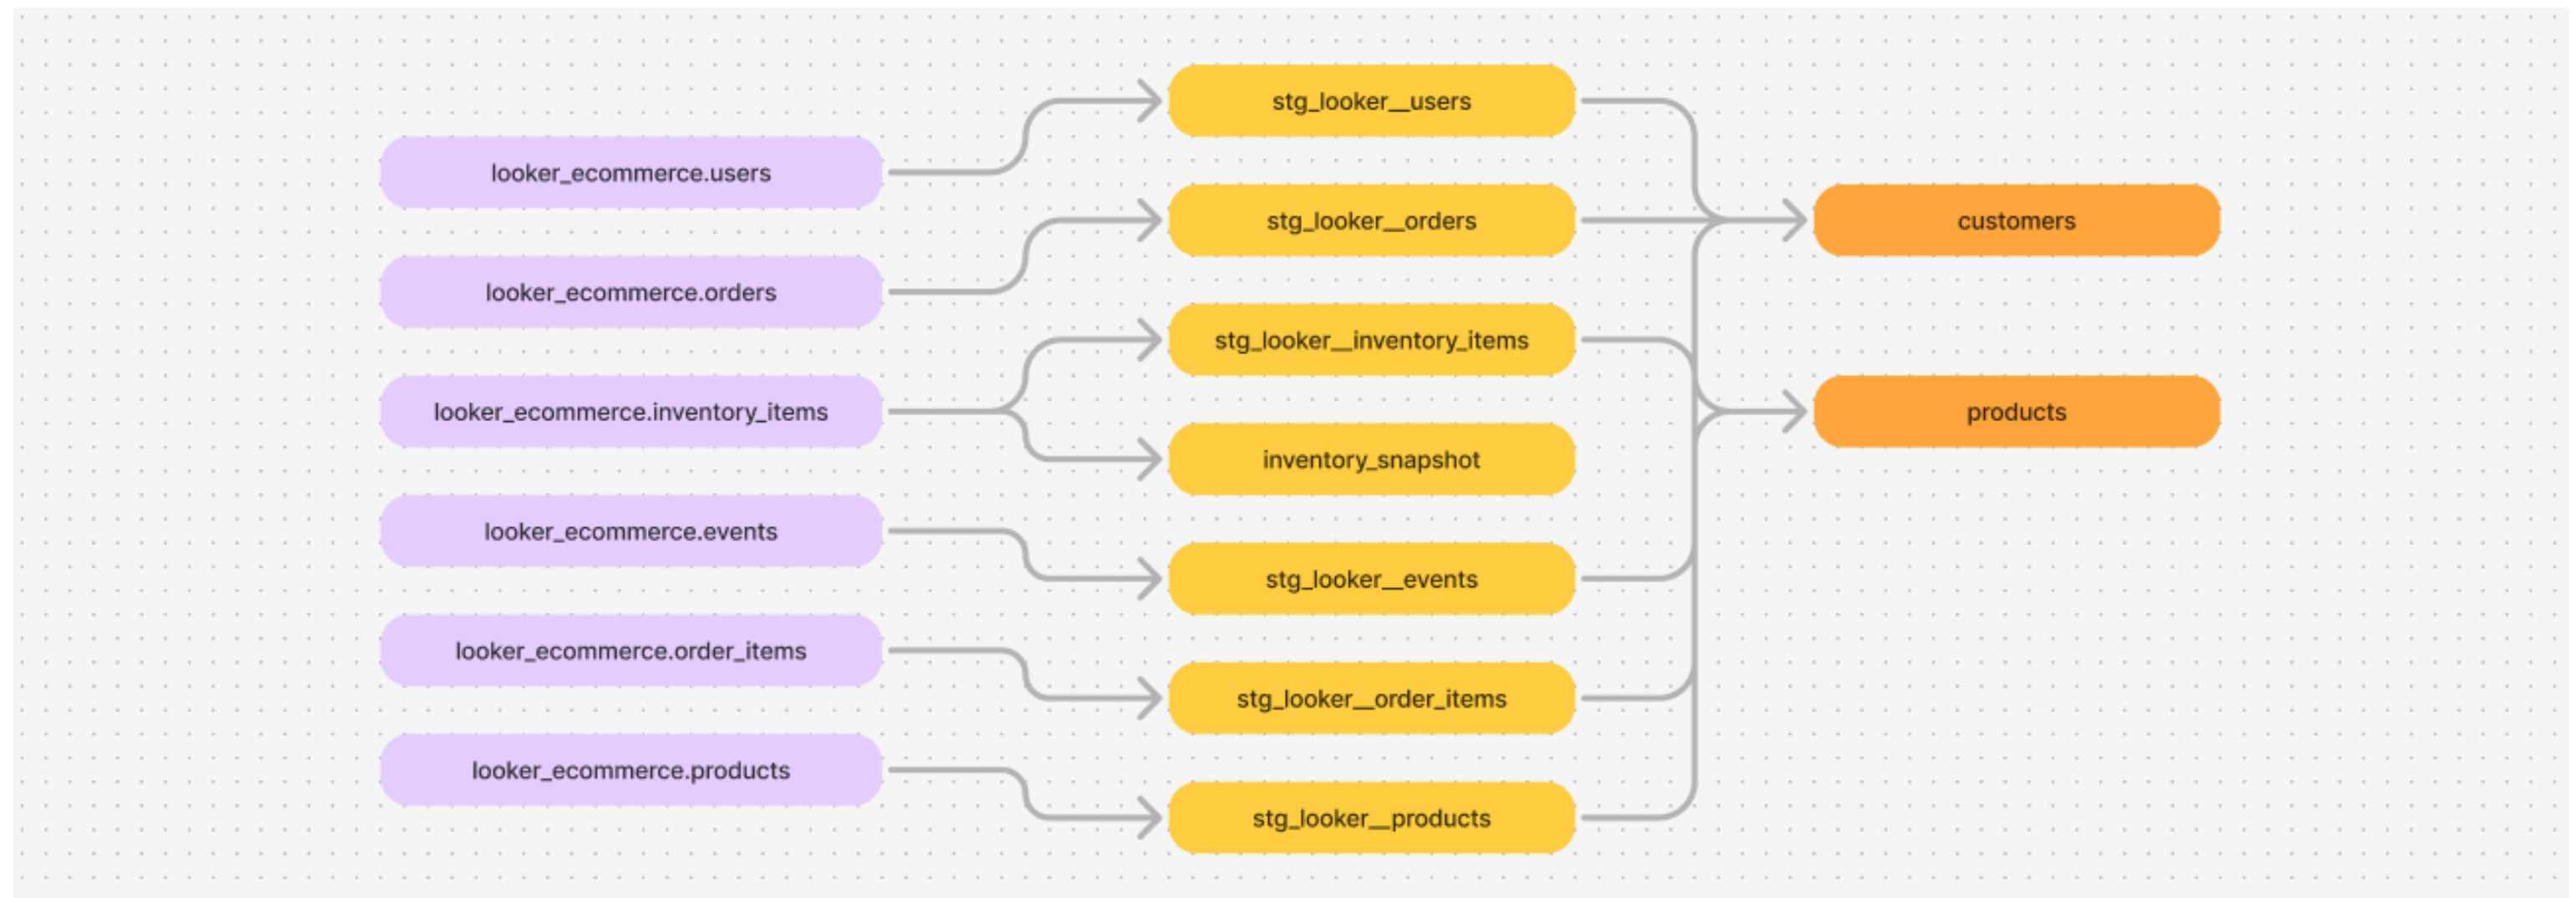 looker_ecommerce.users
looker_ecommerce.orders
looker_ecommerce.inventory_items
looker_ecommerce.events
looker_ecommerce.order_items
looker_ecommerce.products
stg_looker__users
stg_looker__orders
stg_looker__inventory_items
inventory_snapshot
stg_looker__events
stg_looker__order_items
stg_looker__products
customers
products